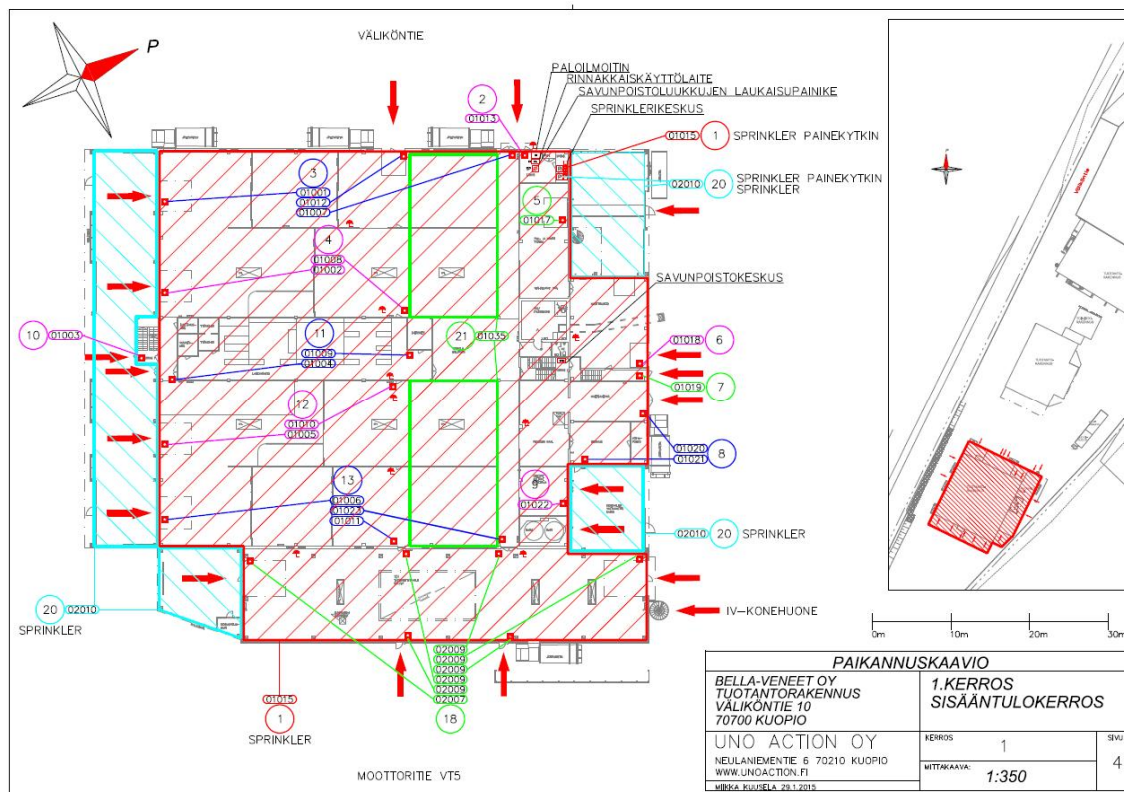 P
VÄLIKÖNTIE
PALOILMOITIN
RINNAKKAISKÄYTTÖLAITE
SAVUNPOISTOLUUKKUJEN LAUKAISUPAINIKE
SPRINKLERIKESKUS
2
01013
01015
1
SPRINKLER PAINEKYTKIN
02010
20
SPRINKLER PAINEKYTKIN
SPRINKLER
3
01001
01012
01007
5
01017
4
01008
01002
SAVUNPOISTOKESKUS
10
01003
11
01009
01004
21
01035
01018
6
01019
7
12
01010
01005
01020
01021
8
13
01006
01023
01011
9
01022
02010
20
SPRINKLER
20
02010
SPRINKLER
IV-KONEHUONE
01015
1
SPRINKLER
02009
02009
02009
02009
02009
02007
18
MOOTTORITIE VT5
Väliköntie
0m 10m 20m 30m
PAIKANNUSKAAVIO
BELLA-VENEET OY
TUOTANTORAKENNUS
VÄLIKÖNTIE 10
70700 KUOPIO
1.KERROS
SISÄÄNTULOKERROS
UNO ACTION OY
NEULANIEMENTIE 6 70210 KUOPIO
WWW.UNOACTION.FI
MIIKKA KUUSELA 29.1.2015
KERROS
1
SIVU
4
MITTAKAAVA:
1:350